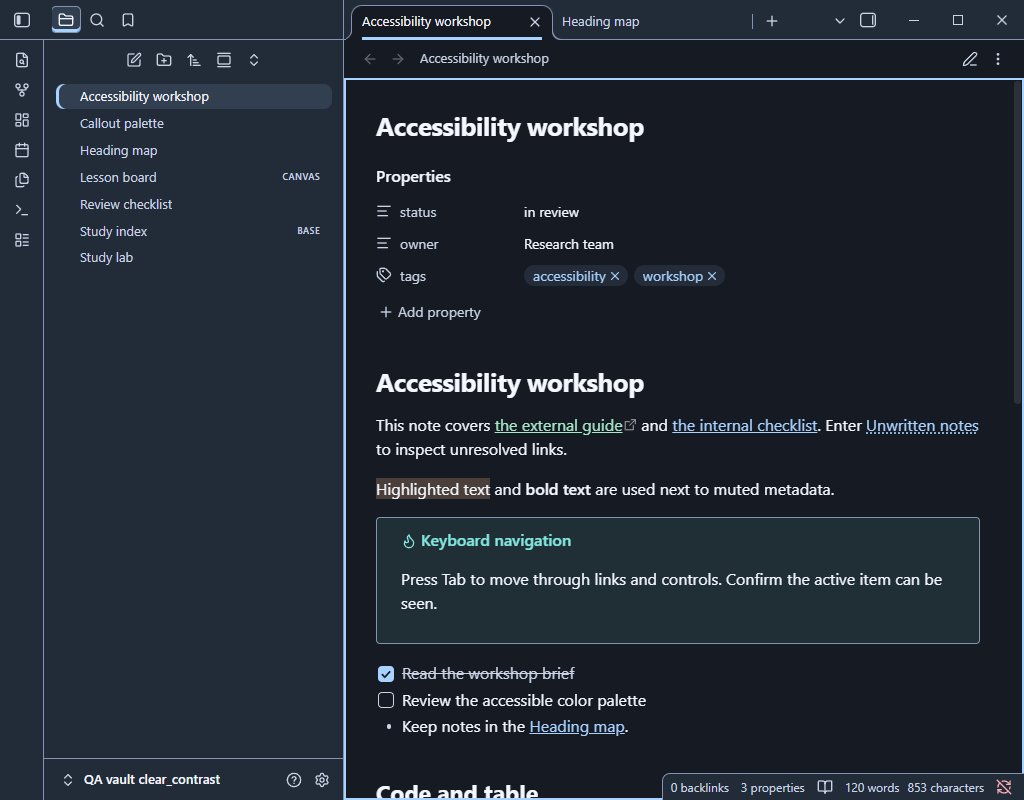 Accessibility workshop
Heading map
Accessibility workshop
Accessibility workshop
Callout palette
Heading map
Lesson board CANVAS
Review checklist
Study index BASE
Study lab
QA vault clear_contrast
Accessibility workshop
Properties
status in review
owner Research team
tags accessibility workshop
Add property
Accessibility workshop
This note covers the external guide and the internal checklist. Enter Unwritten notes
to inspect unresolved links.
Highlighted text and bold text are used next to muted metadata.
Keyboard navigation
Press Tab to move through links and controls. Confirm the active item can be
seen.
Read the workshop brief
Review the accessible color palette
Keep notes in the Heading map.
Code and table
0 backlinks 3 properties 120 words 853 characters